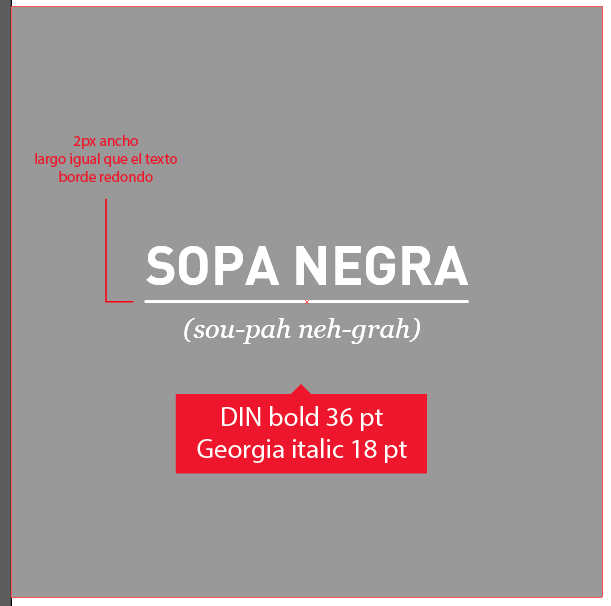 2px ancho
largo igual que el texto
borde redondo
SOPA NEGRA
(sou-pah neh-grah)
DIN bold 36 pt
Georgia italic 18 pt